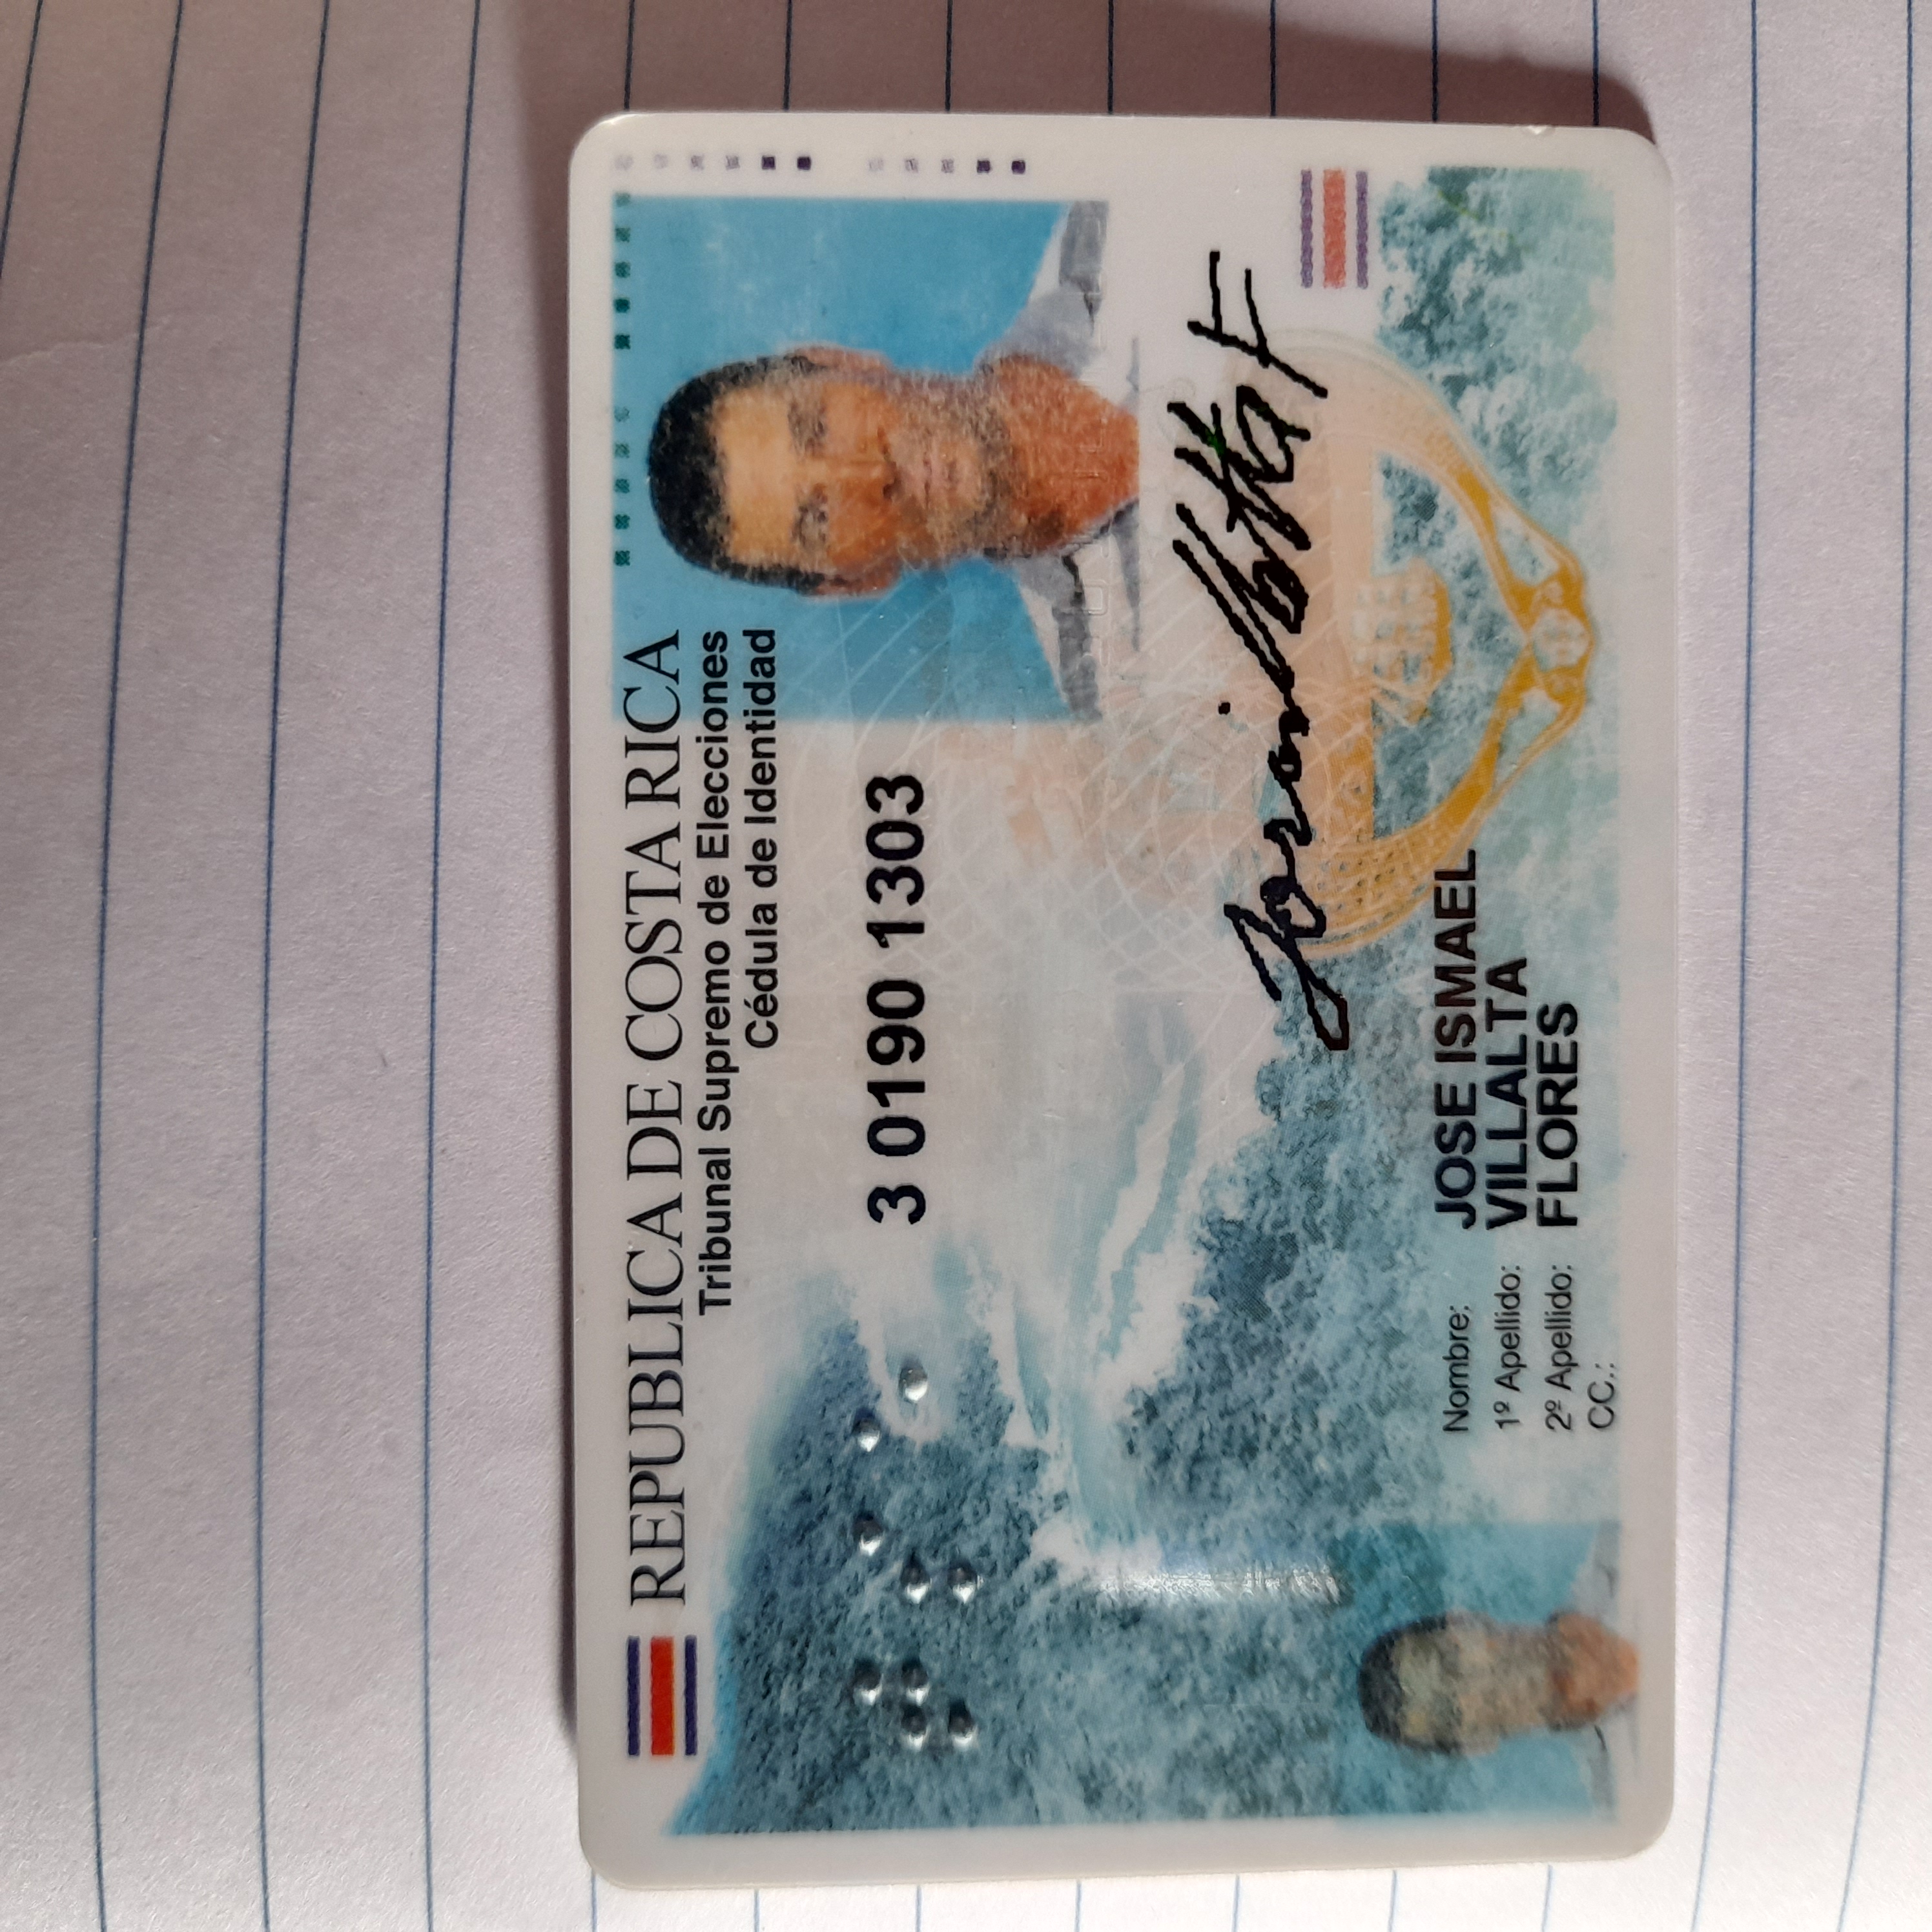 REPUBLICA DE COSTA RICA
Tribunal Supremo de Elecciones
Cédula de Identidad
3 0190 1303
Nombre: JOSE ISMAEL
1º Apellido: VILLALTA
2º Apellido: FLORES
CC.: